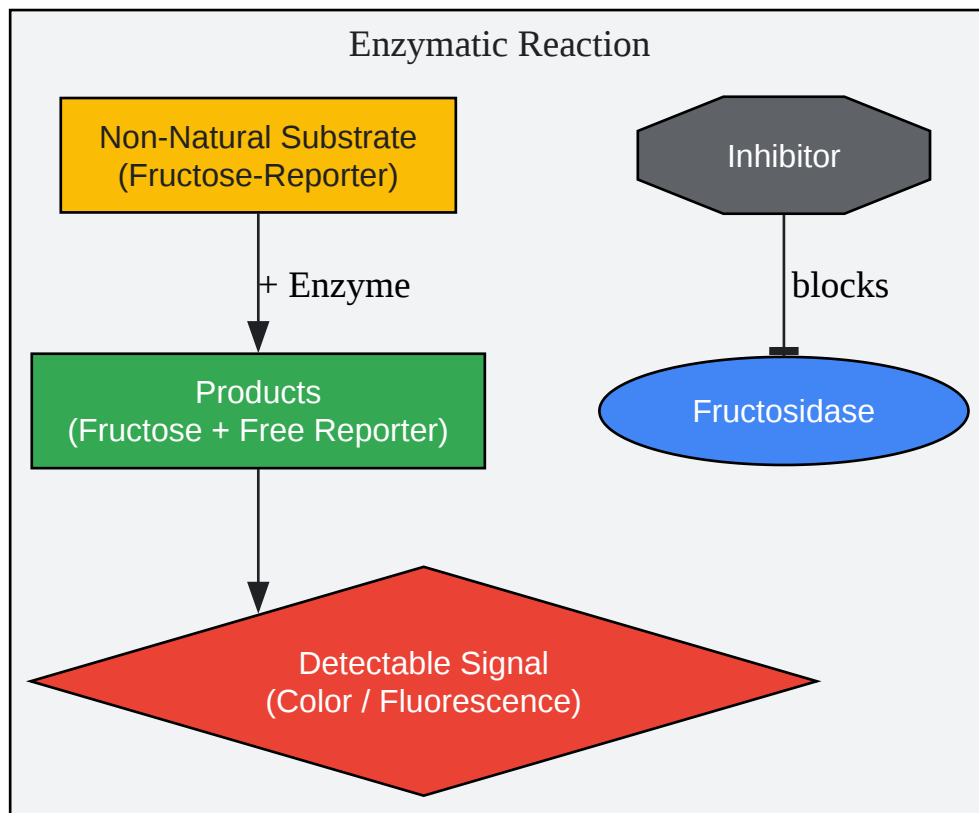 Enzymatic Reaction
Non-Natural Substrate
(Fructose-Reporter)
Inhibitor
+ Enzyme
blocks
Products
(Fructose + Free Reporter)
Fructosidase
Detectable Signal
(Color / Fluorescence)